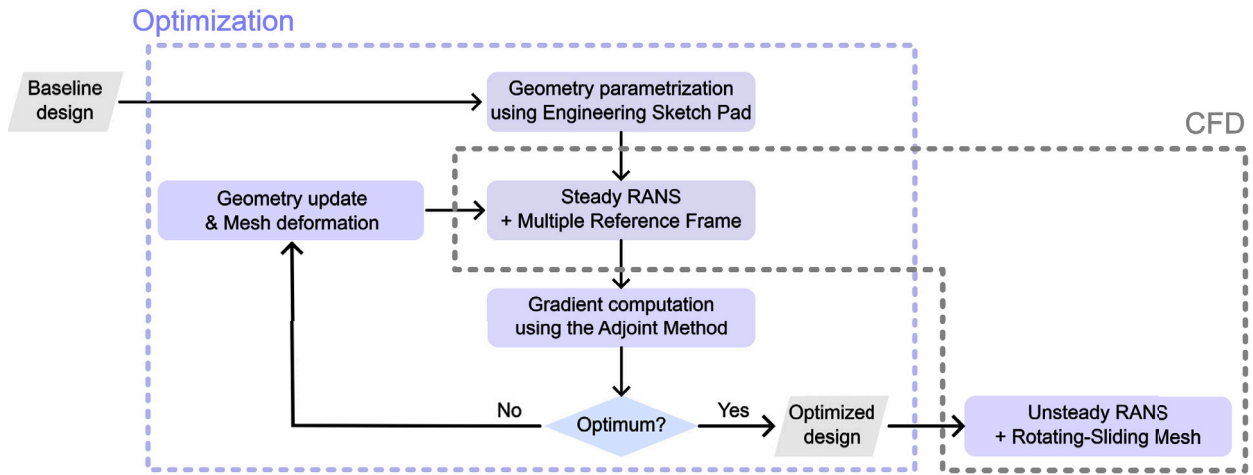 Optimization
Baseline
design
Geometry parametrization
using Engineering Sketch Pad
CFD
Geometry update
& Mesh deformation
Steady RANS
+ Multiple Reference Frame
Gradient computation
using the Adjoint Method
No
Optimum?
Yes
Optimized
design
Unsteady RANS
+ Rotating-Sliding Mesh